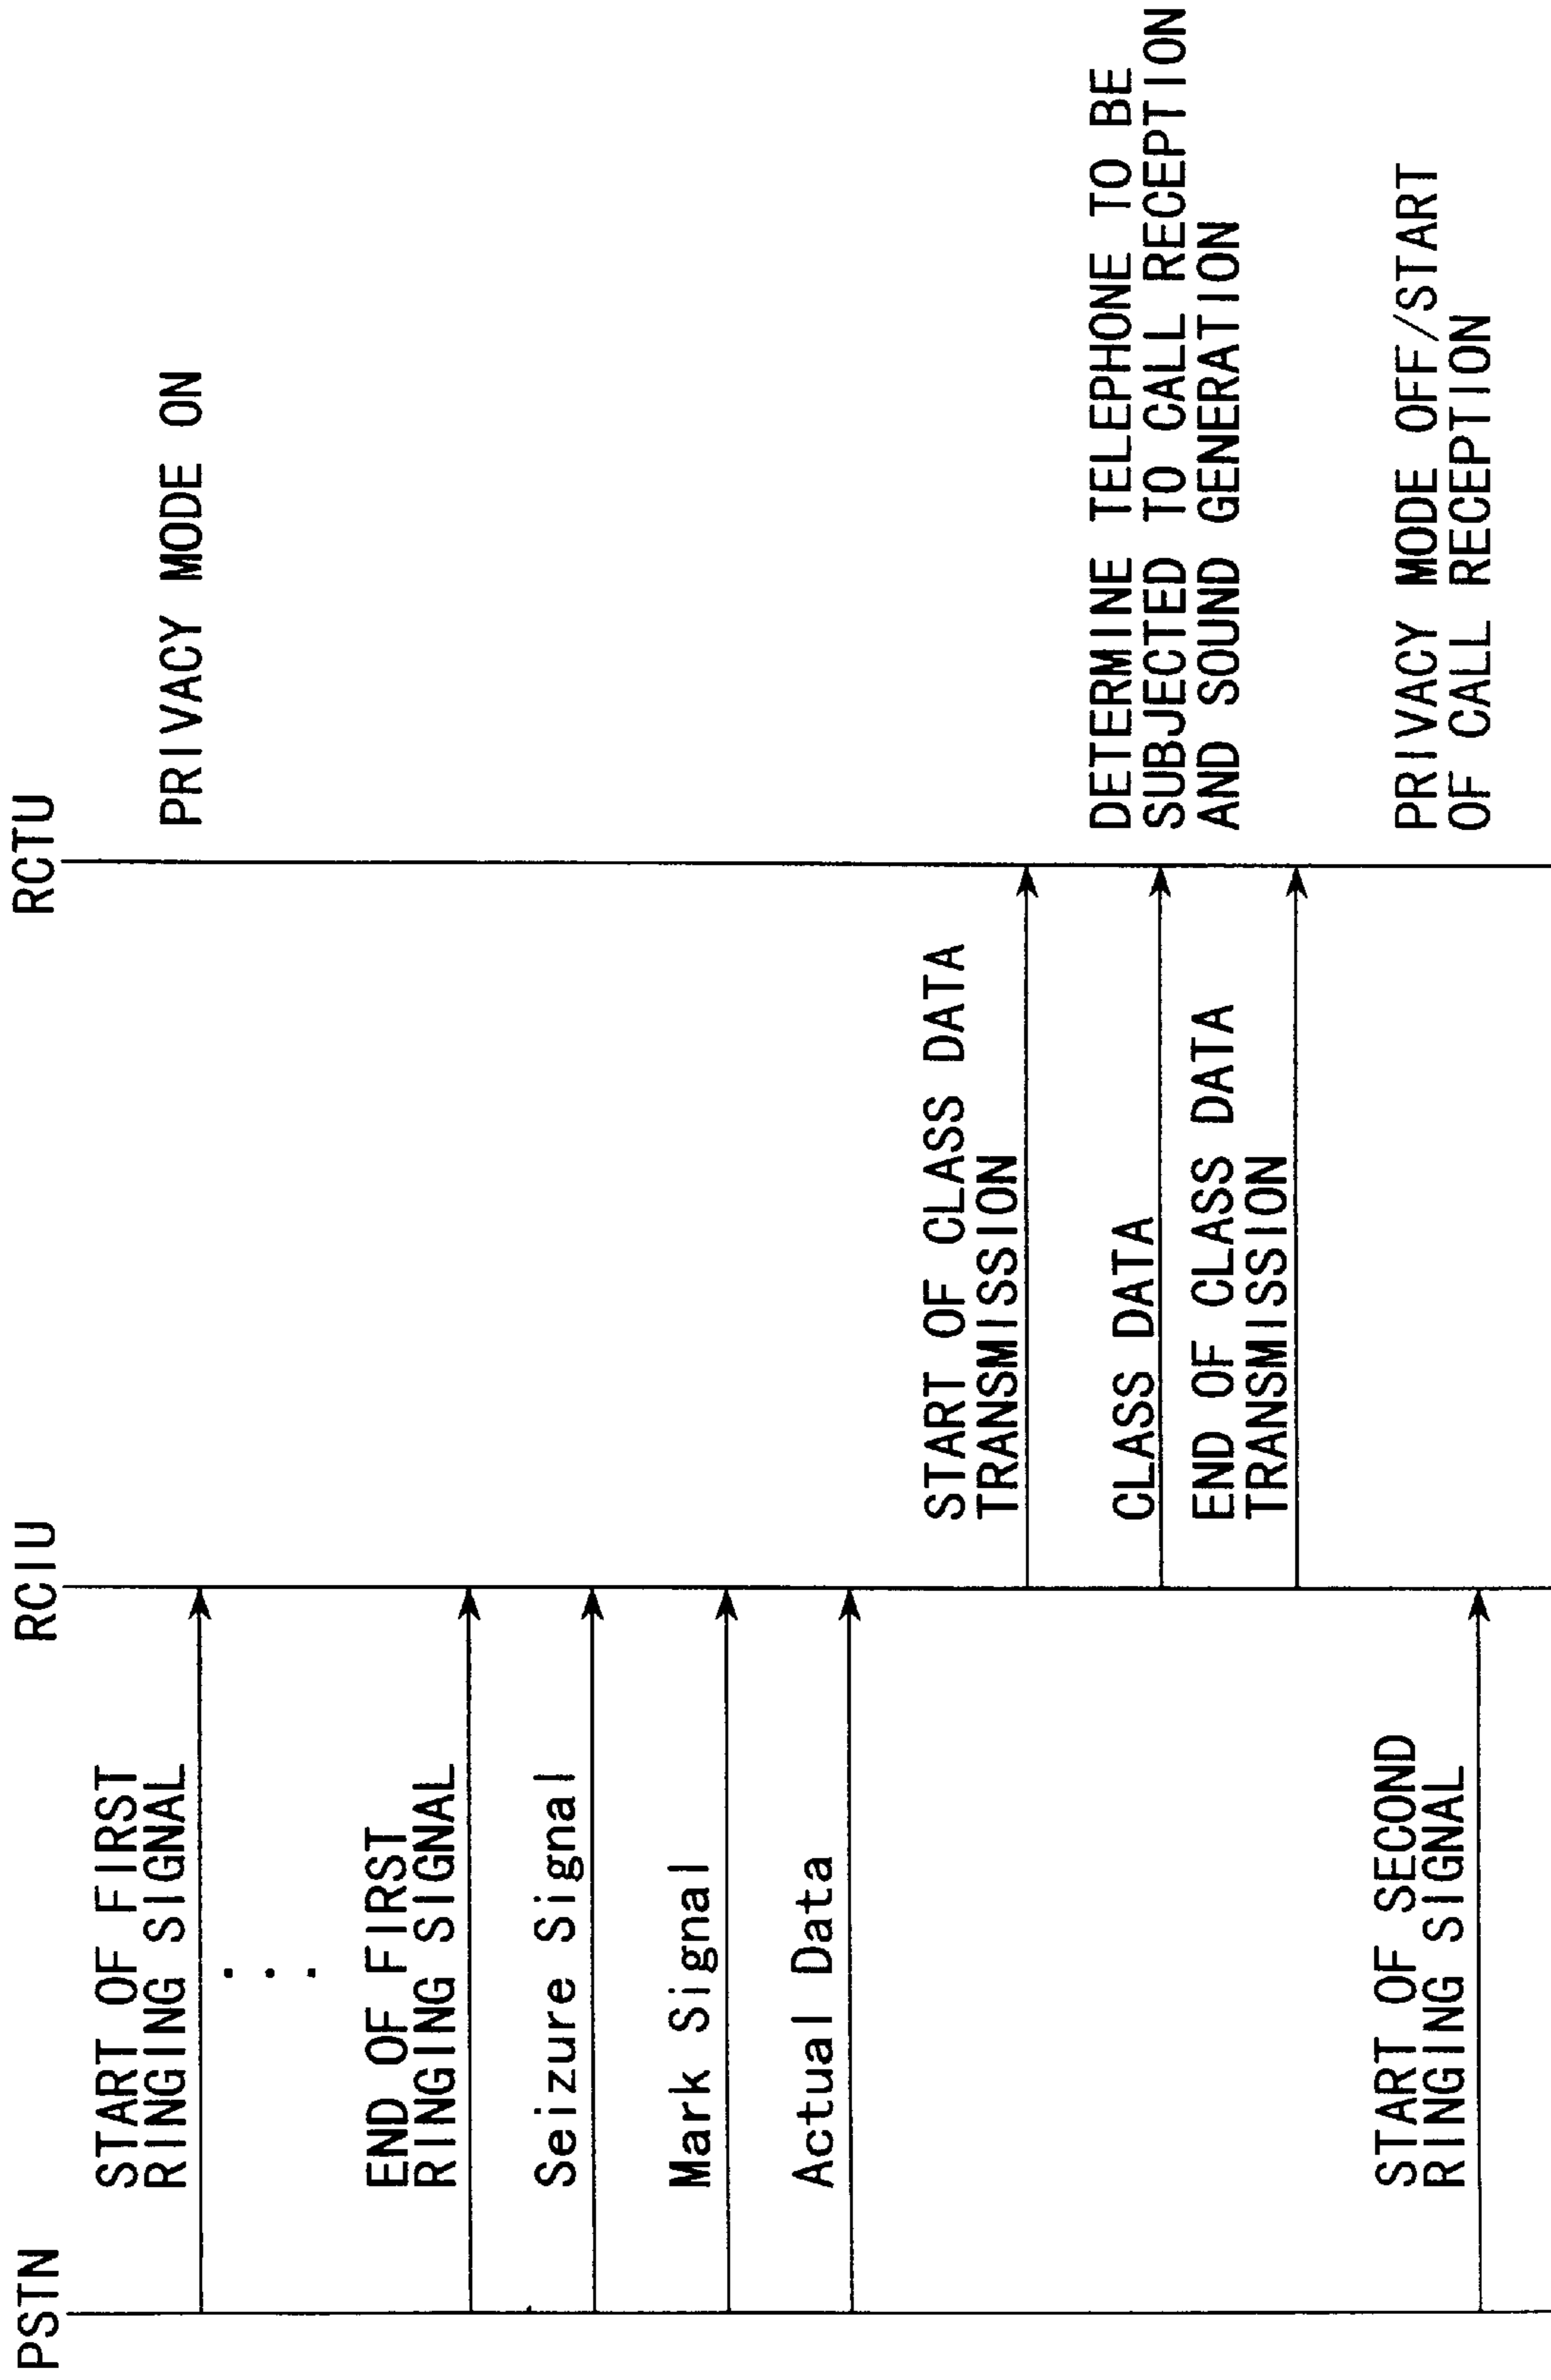 PSTN
RCIU
RCTU
START OF FIRST
RINGING SIGNAL
PRIVACY MODE ON
. . .
END OF FIRST
RINGING SIGNAL
Seizure Signal
Mark Signal
Actual Data
START OF CLASS DATA
TRANSMISSION
CLASS DATA
DETERMINE TELEPHONE TO BE
SUBJECTED TO CALL RECEPTION
AND SOUND GENERATION
END OF CLASS DATA
TRANSMISSION
START OF SECOND
RINGING SIGNAL
PRIVACY MODE OFF/START
OF CALL RECEPTION